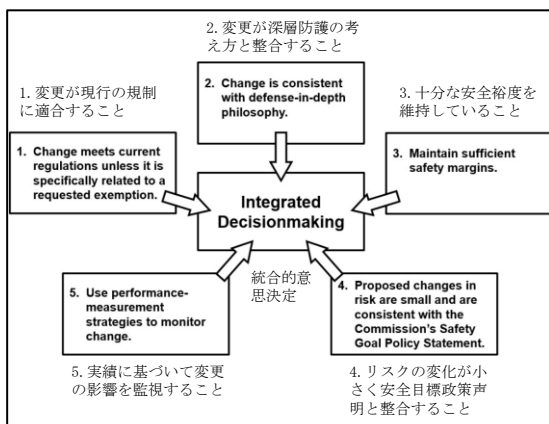 2. 変更が深層防護の考
え方と整合すること
2. Change is consistent
with defense-in-depth
philosophy.
1. 変更が現行の規制
に適合すること
1. Change meets current
regulations unless it is
specifically related to a
requested exemption.
3. 十分な安全裕度を
維持していること
3. Maintain sufficient
safety margins.
Integrated
Decisionmaking
統合的意
思決定
5. Use performance-
measurement
strategies to monitor
change.
5. 実績に基づいて変更
の影響を監視すること
4. Proposed changes in
risk are small and are
consistent with the
Commission's Safety
Goal Policy Statement.
4. リスクの変化が小
さく安全目標政策声
明と整合すること